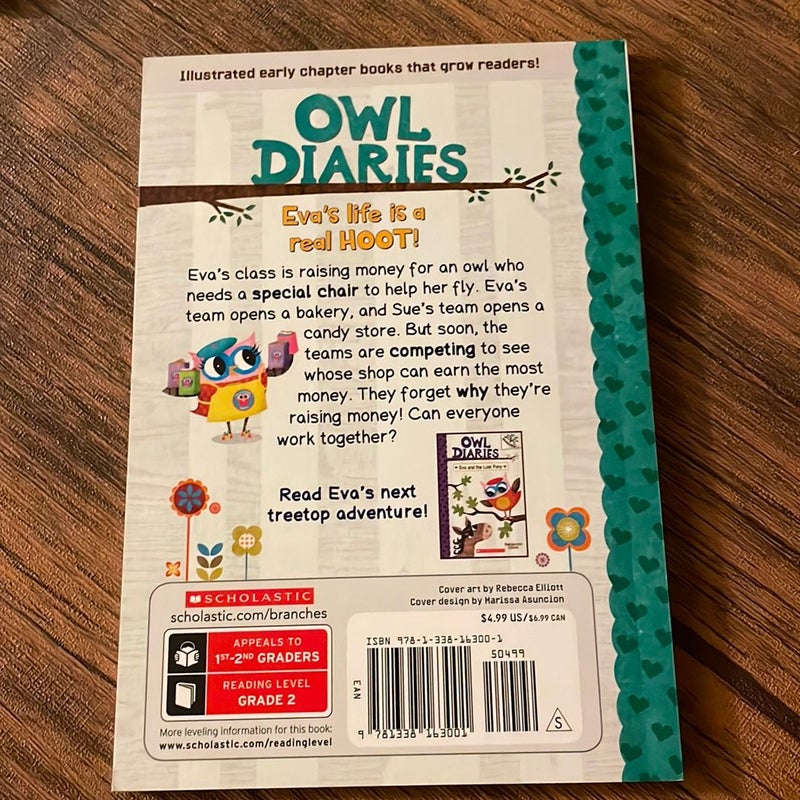 Illustrated early chapter books that grow readers!
OWL
DIARIES
Eva's life is a
real HOOT!
Eva's class is raising money for an owl who
needs a special chair to help her fly. Eva's
team opens a bakery, and Sue's team opens a
candy store. But soon, the
teams are competing to see
whose shop can earn the most
money. They forget why they're
raising money! Can everyone
work together?
Read Eva's next
treetop adventure!
OWL
DIARIES
Eva and the Lost Pony
Rebecca
Elliott
SCHOLASTIC
scholastic.com/branches
APPEALS TO
1ST-2ND GRADERS
READING LEVEL
GRADE 2
More leveling information for this book:
www.scholastic.com/readinglevel
Cover art by Rebecca Elliott
Cover design by Marissa Asuncion
$4.99 US/$6.99 CAN
ISBN 978-1-338-16300-1
50499
EAN
9 781338 163001
S